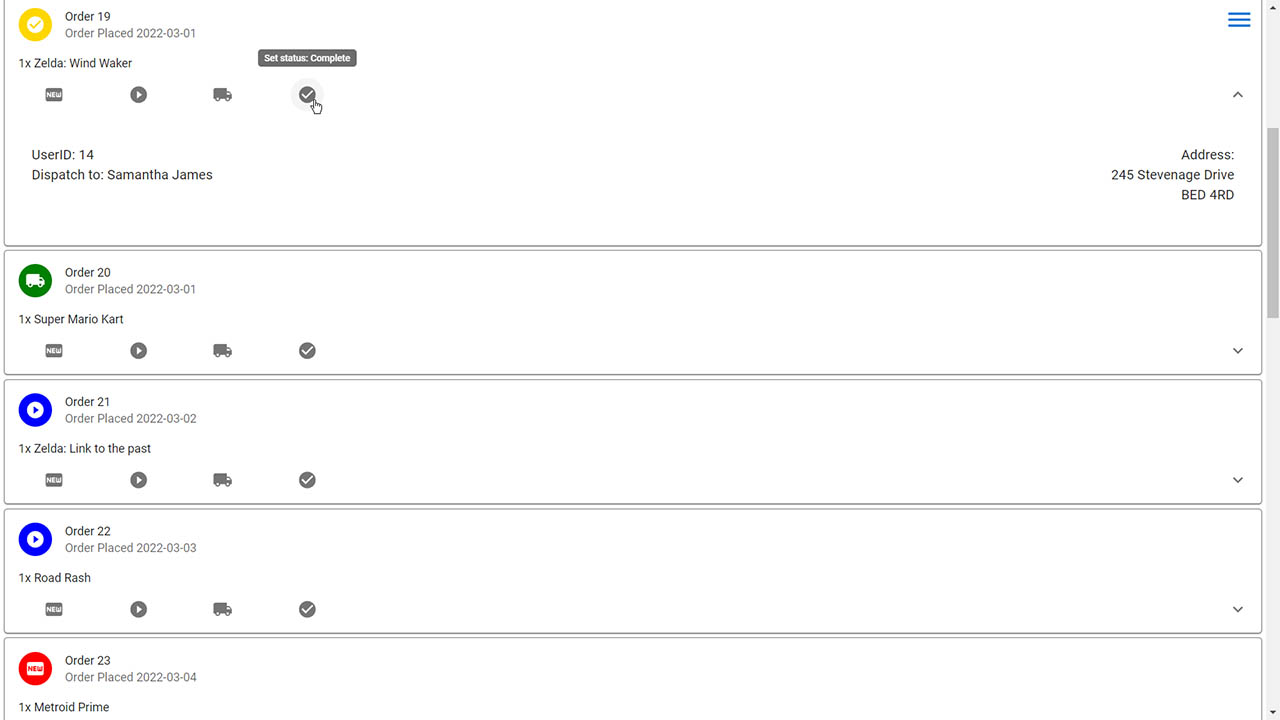 Order 19
Order Placed 2022-03-01
Set status: Complete
1x Zelda: Wind Waker
NEW
UserID: 14
Dispatch to: Samantha James
Address:
245 Stevenage Drive
BED 4RD
Order 20
Order Placed 2022-03-01
1x Super Mario Kart
NEW
Order 21
Order Placed 2022-03-02
1x Zelda: Link to the past
NEW
Order 22
Order Placed 2022-03-03
1x Road Rash
NEW
NEW
Order 23
Order Placed 2022-03-04
1x Metroid Prime